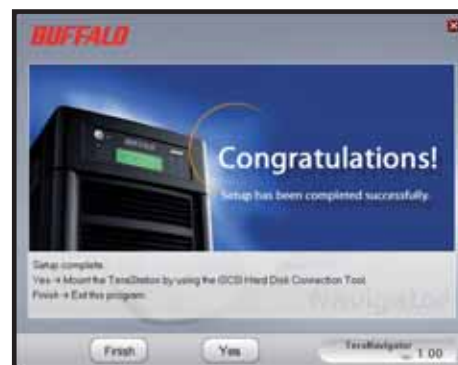 BUFFALO
Congratulations!
Setup has been completed successfully.
Setup complete.
Yes → Mount the TeraStation by using the iSCSI Hard Disk Connection Tool.
Finish → Exit this program.
Navigator
Finish
Yes
TeraNavigator
1.00